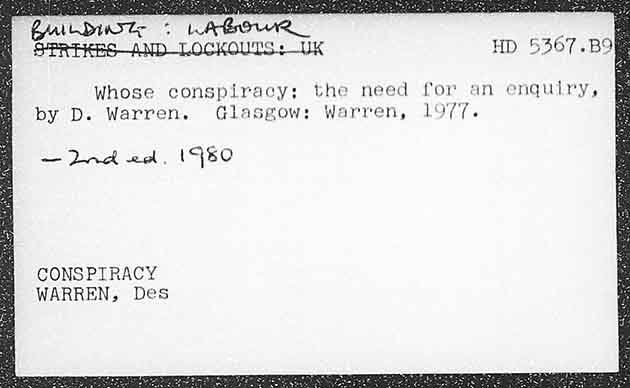 BUILDING : LABOUR
STRIKES AND LOCKOUTS: UK HD 5367.B9
Whose conspiracy: the need for an enquiry,
by D. Warren. Glasgow: Warren, 1977.
— 2nd ed. 1980
CONSPIRACY
WARREN, Des